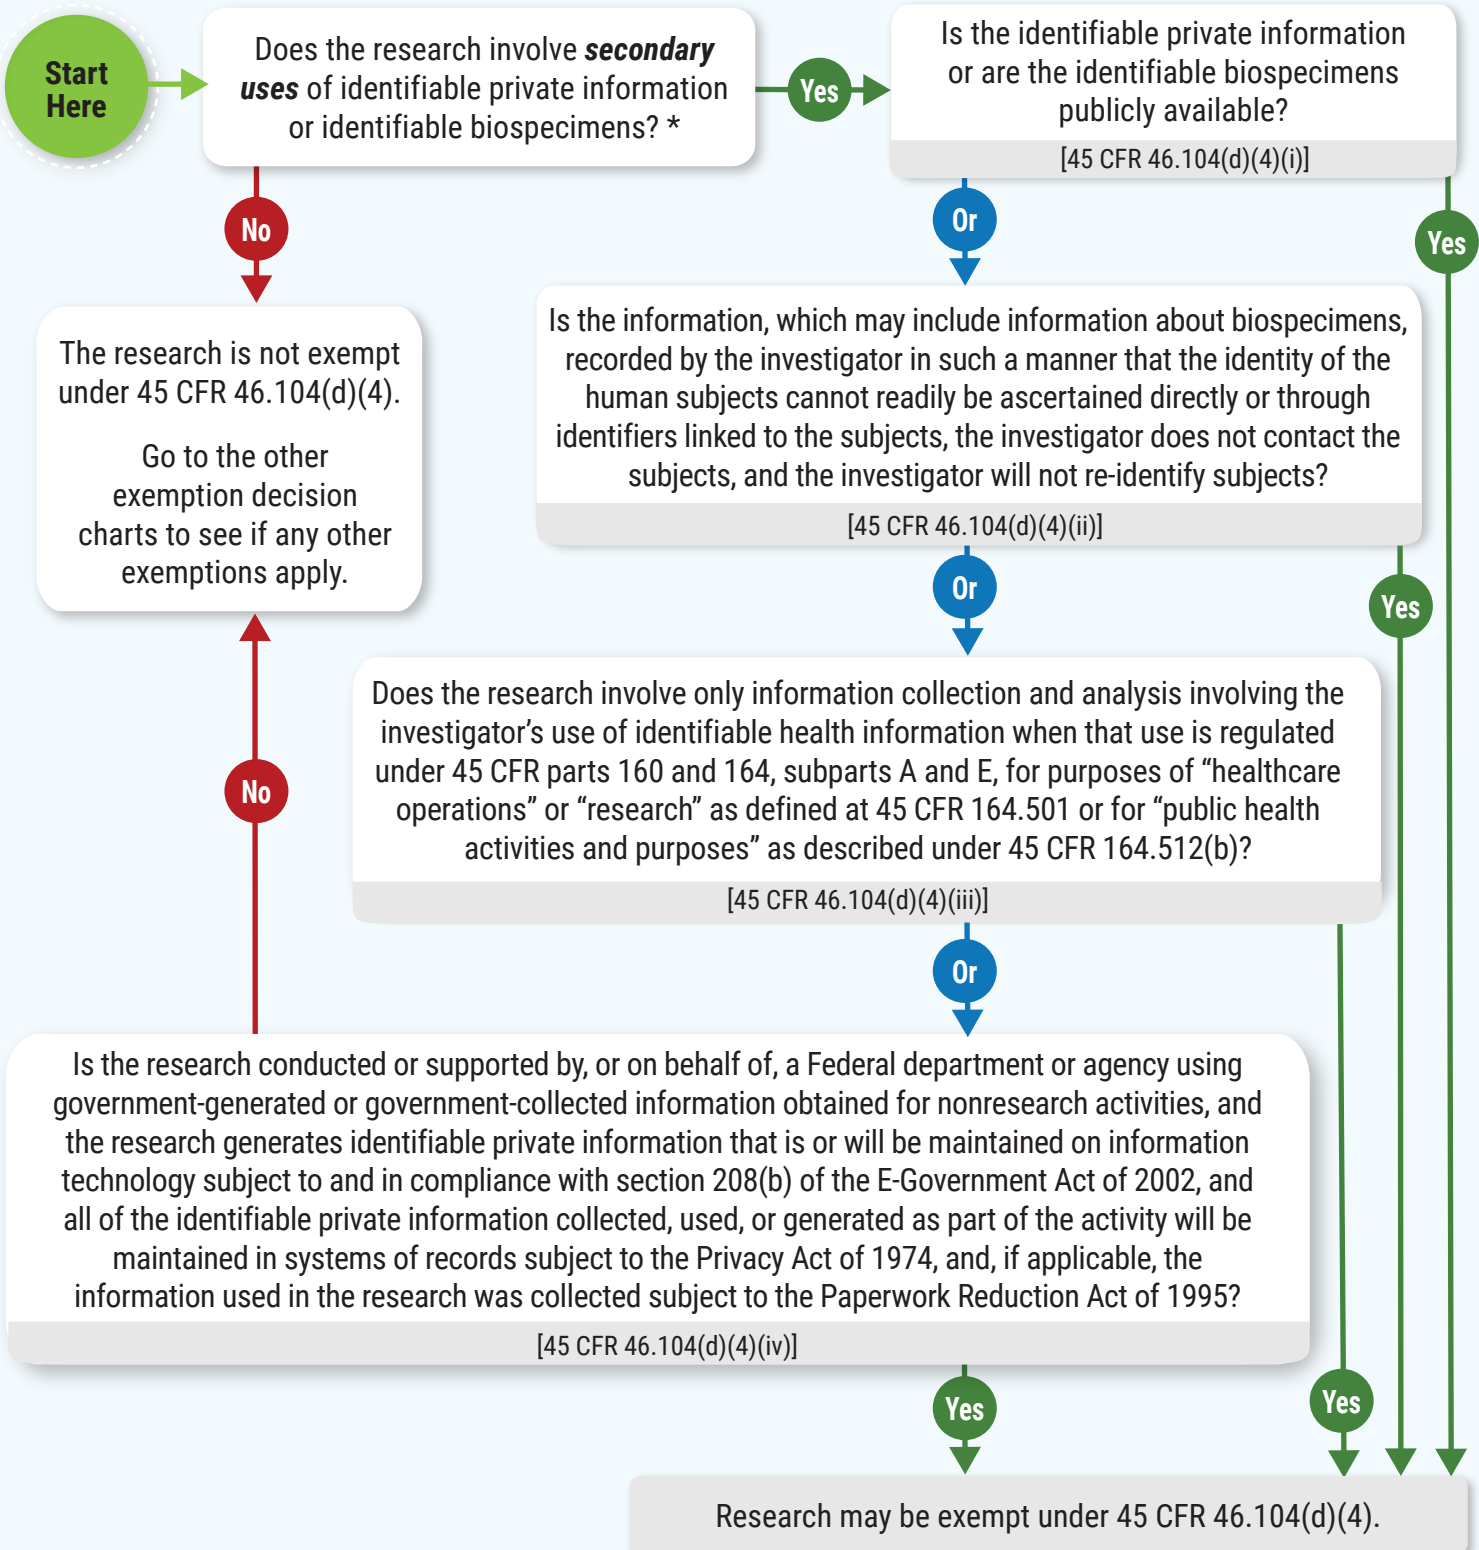 Start
Here
Does the research involve secondary
uses of identifiable private information
or identifiable biospecimens? *
Yes
Is the identifiable private information
or are the identifiable biospecimens
publicly available?
[45 CFR 46.104(d)(4)(i)]
No
Or
Yes
The research is not exempt
under 45 CFR 46.104(d)(4).
Go to the other
exemption decision
charts to see if any other
exemptions apply.
Is the information, which may include information about biospecimens,
recorded by the investigator in such a manner that the identity of the
human subjects cannot readily be ascertained directly or through
identifiers linked to the subjects, the investigator does not contact the
subjects, and the investigator will not re-identify subjects?
[45 CFR 46.104(d)(4)(ii)]
Or
Yes
Does the research involve only information collection and analysis involving the
investigator’s use of identifiable health information when that use is regulated
under 45 CFR parts 160 and 164, subparts A and E, for purposes of “healthcare
operations” or “research” as defined at 45 CFR 164.501 or for “public health
activities and purposes” as described under 45 CFR 164.512(b)?
[45 CFR 46.104(d)(4)(iii)]
No
Or
Is the research conducted or supported by, or on behalf of, a Federal department or agency using
government-generated or government-collected information obtained for nonresearch activities, and
the research generates identifiable private information that is or will be maintained on information
technology subject to and in compliance with section 208(b) of the E-Government Act of 2002, and
all of the identifiable private information collected, used, or generated as part of the activity will be
maintained in systems of records subject to the Privacy Act of 1974, and, if applicable, the
information used in the research was collected subject to the Paperwork Reduction Act of 1995?
[45 CFR 46.104(d)(4)(iv)]
Yes
Yes
Research may be exempt under 45 CFR 46.104(d)(4).